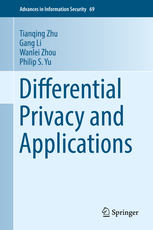 Advances in Information Security 69
Tianqing Zhu
Gang Li
Wanlei Zhou
Philip S. Yu
Differential
Privacy and
Applications
Springer